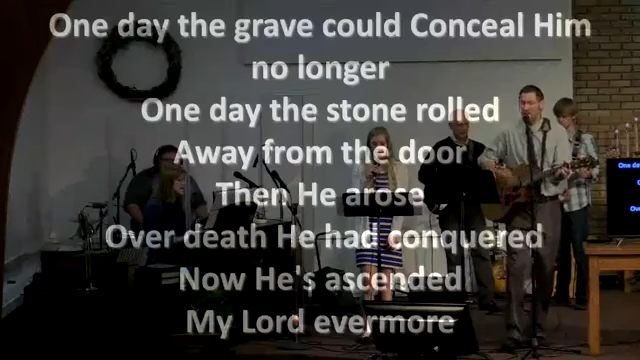 One day the grave could Conceal Him
no longer
One day the stone rolled
Away from the door
Then He arose
Over death He had conquered
Now He's ascended
My Lord evermore